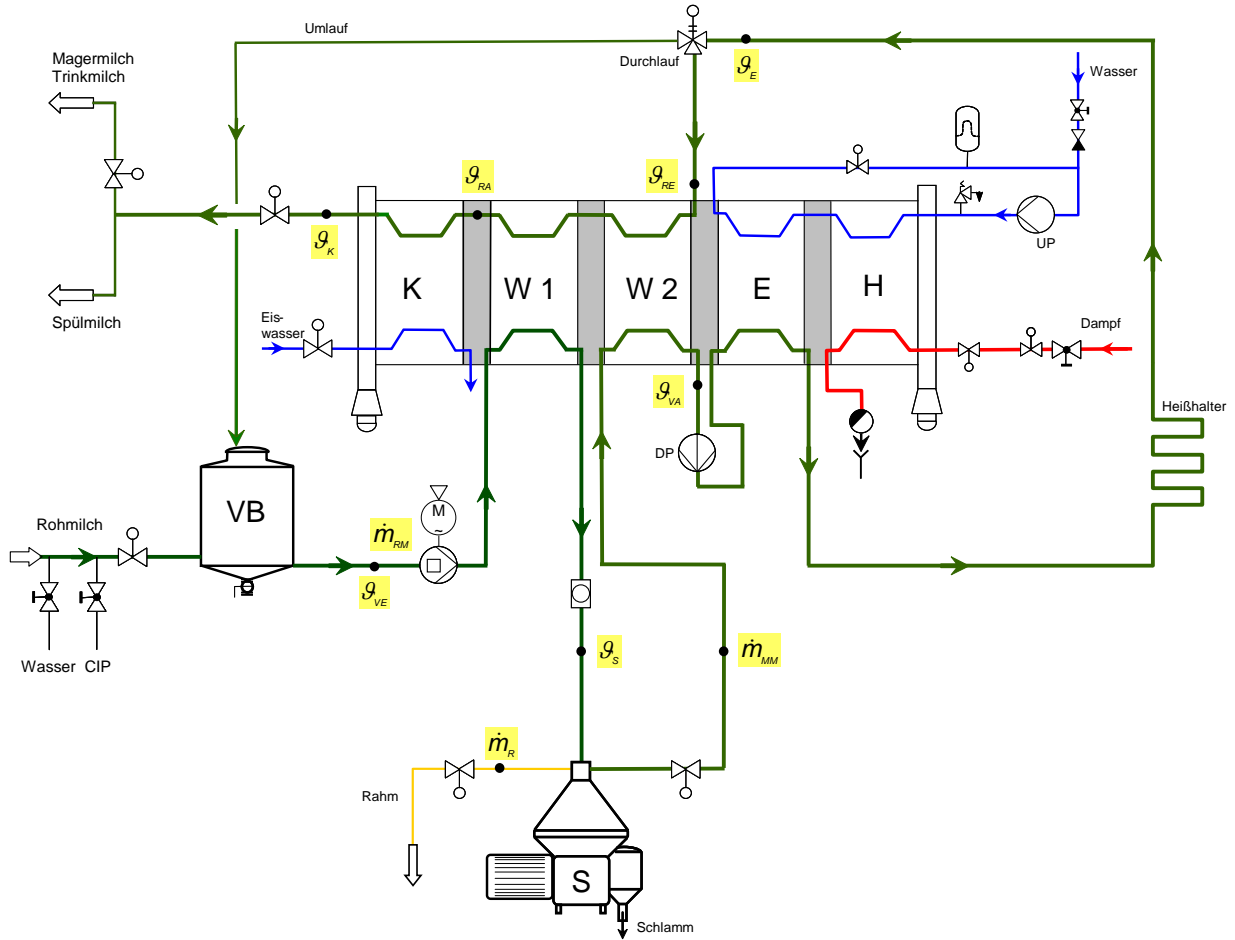 Umlauf
Durchlauf
ϑE
Wasser
Magermilch
Trinkmilch
ϑRA
ϑRE
ϑK
UP
K
W 1
W 2
E
H
Eis-
wasser
Dampf
ϑVA
Heißhalter
DP
VB
M
~
Rohmilch
ṁRM
ϑVE
Spülmilch
Wasser
CIP
ϑS
ṁMM
ṁR
Rahm
S
Schlamm